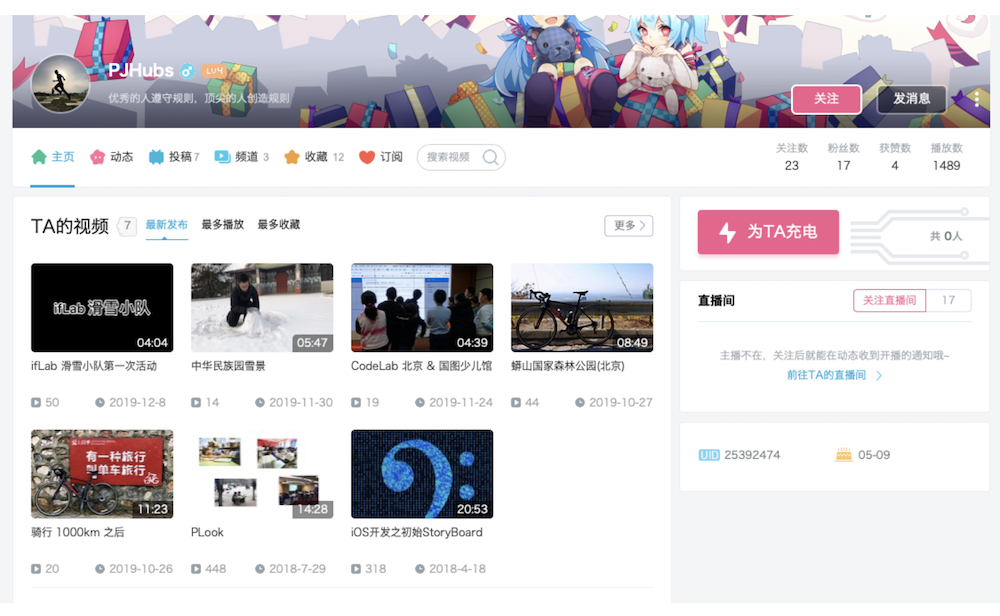 PJHubs LV4
优秀的人遵守规则，顶尖的人创造规则
关注 发消息
主页 动态 投稿 7 频道 3 收藏 12 订阅 搜索视频
关注数 粉丝数 获赞数 播放数
23 17 4 1489
TA的视频 7 最新发布 最多播放 最多收藏 更多
ifLab 滑雪小队
04:04 05:47 04:39 08:49
ifLab 滑雪小队第一次活动 中华民族园雪景 CodeLab 北京 & 国图少儿馆 蟒山国家森林公园(北京)
50 2019-12-8 14 2019-11-30 19 2019-11-24 44 2019-10-27
有一种旅行
叫单车旅行
11:23 14:28 20:53
骑行 1000km 之后 PLook iOS开发之初始StoryBoard
20 2019-10-26 448 2018-7-29 318 2018-4-18
为TA充电 共 0人
直播间 关注直播间 17
主播不在，关注后就能在动态收到开播的通知哦~
前往TA的直播间
UID 25392474 05-09